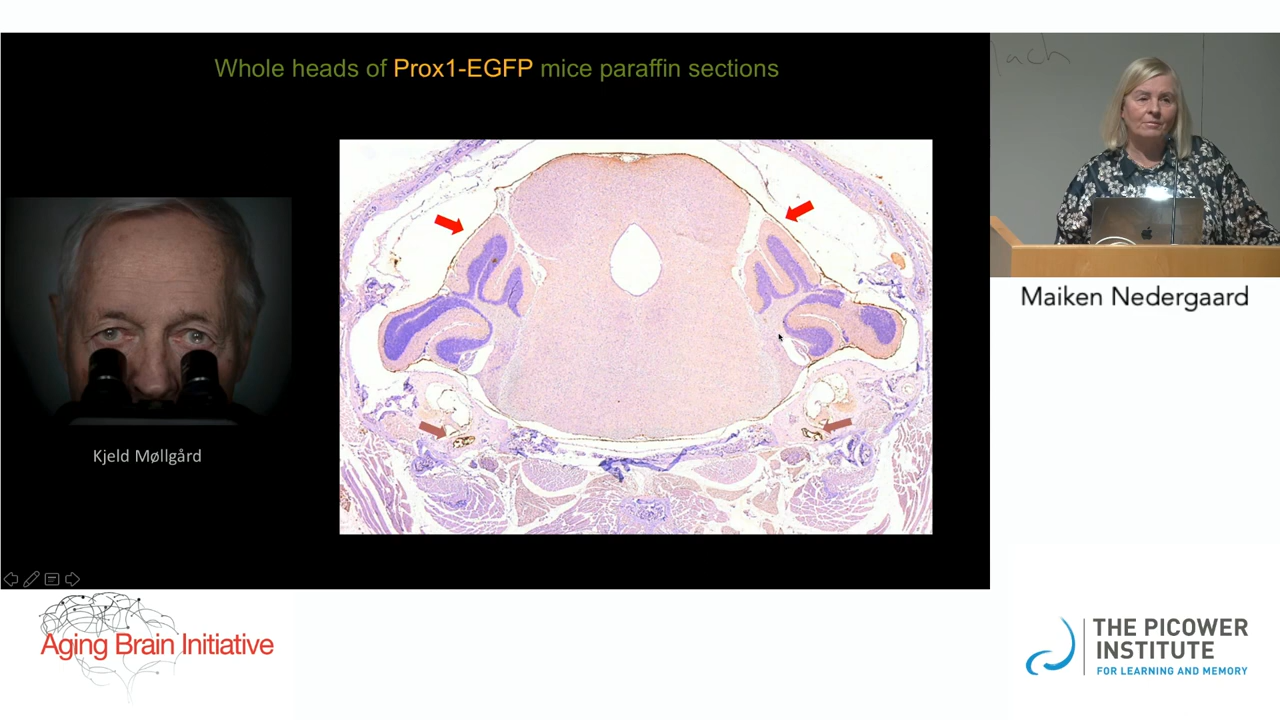 Whole heads of Prox1-EGFP mice paraffin sections
Kjeld Møllgård
Maiken Nedergaard
Aging Brain Initiative
THE PICOWER
INSTITUTE
FOR LEARNING AND MEMORY